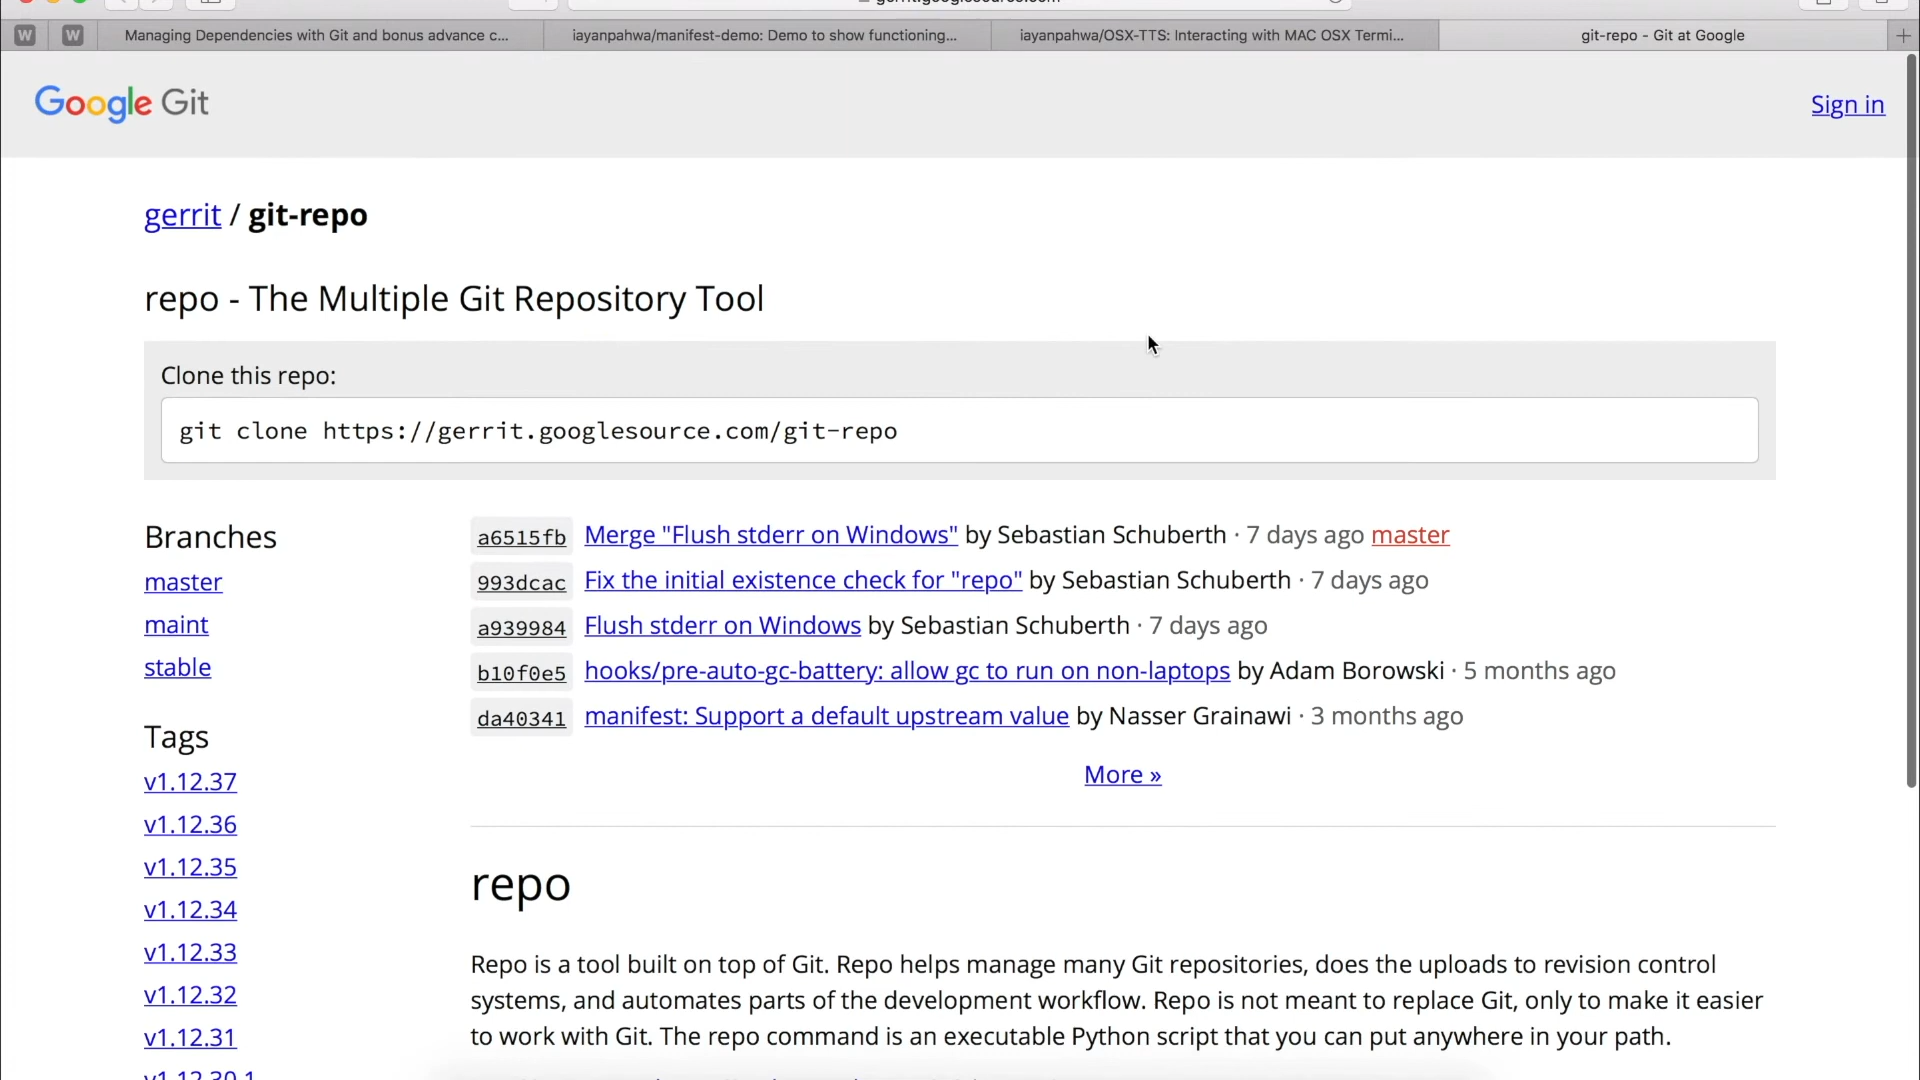 gerrit.googlesource.com
W
W
Managing Dependencies with Git and bonus advance c...
iayanpahwa/manifest-demo: Demo to show functioning...
iayanpahwa/OSX-TTS: Interacting with MAC OSX Termi...
git-repo - Git at Google
Google Git
Sign in
gerrit / git-repo
repo - The Multiple Git Repository Tool
Clone this repo:
git clone https://gerrit.googlesource.com/git-repo
Branches
master
maint
stable
Tags
v1.12.37
v1.12.36
v1.12.35
v1.12.34
v1.12.33
v1.12.32
v1.12.31
v1.12.30.1
a6515fb Merge "Flush stderr on Windows" by Sebastian Schuberth · 7 days ago master
993dcac Fix the initial existence check for "repo" by Sebastian Schuberth · 7 days ago
a939984 Flush stderr on Windows by Sebastian Schuberth · 7 days ago
b10f0e5 hooks/pre-auto-gc-battery: allow gc to run on non-laptops by Adam Borowski · 5 months ago
da40341 manifest: Support a default upstream value by Nasser Grainawi · 3 months ago
More »
repo
Repo is a tool built on top of Git. Repo helps manage many Git repositories, does the uploads to revision control
systems, and automates parts of the development workflow. Repo is not meant to replace Git, only to make it easier
to work with Git. The repo command is an executable Python script that you can put anywhere in your path.